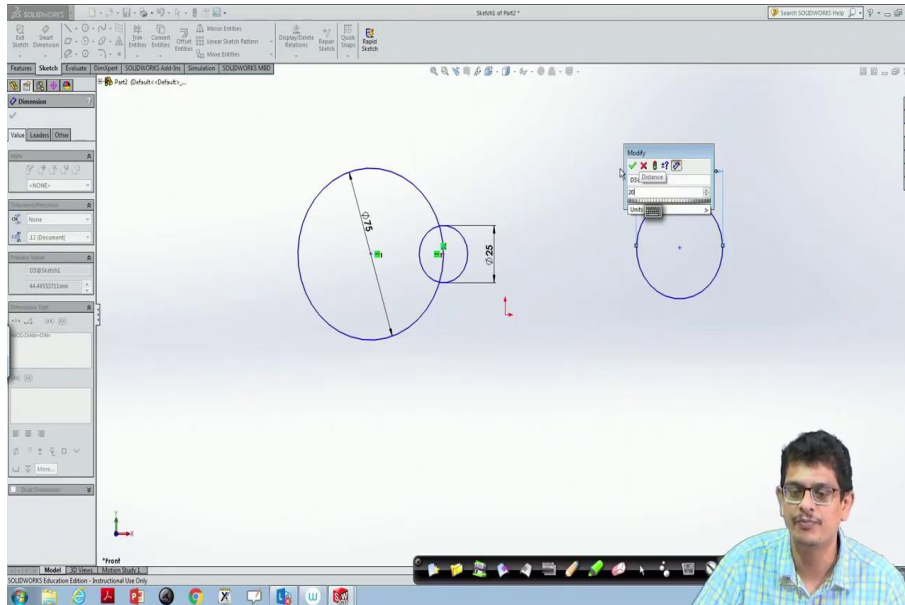 SOLIDWORKS
Sketch1 of Part2 *
Search SOLIDWORKS Help
Exit Sketch
Smart Dimension
Trim Entities
Convert Entities
Offset Entities
Mirror Entities
Linear Sketch Pattern
Move Entities
Display/Delete Relations
Repair Sketch
Quick Snaps
Rapid Sketch
Features Sketch Evaluate DimXpert SOLIDWORKS Add-Ins Simulation SOLIDWORKS MBD
Part2 (Default<<Default>_...
Dimension
Value Leaders Other
Style
<NONE>
Tolerance/Precision
None
.12 (Document)
Primary Value
D3@Sketch1
44.44553711mm
Dimension Text
More...
Dual Dimension
Ø75
Ø25
Modify
Distance
20
Units
Y
X
*Front
Model 3D Views Motion Study 1
SOLIDWORKS Education Edition - Instructional Use Only